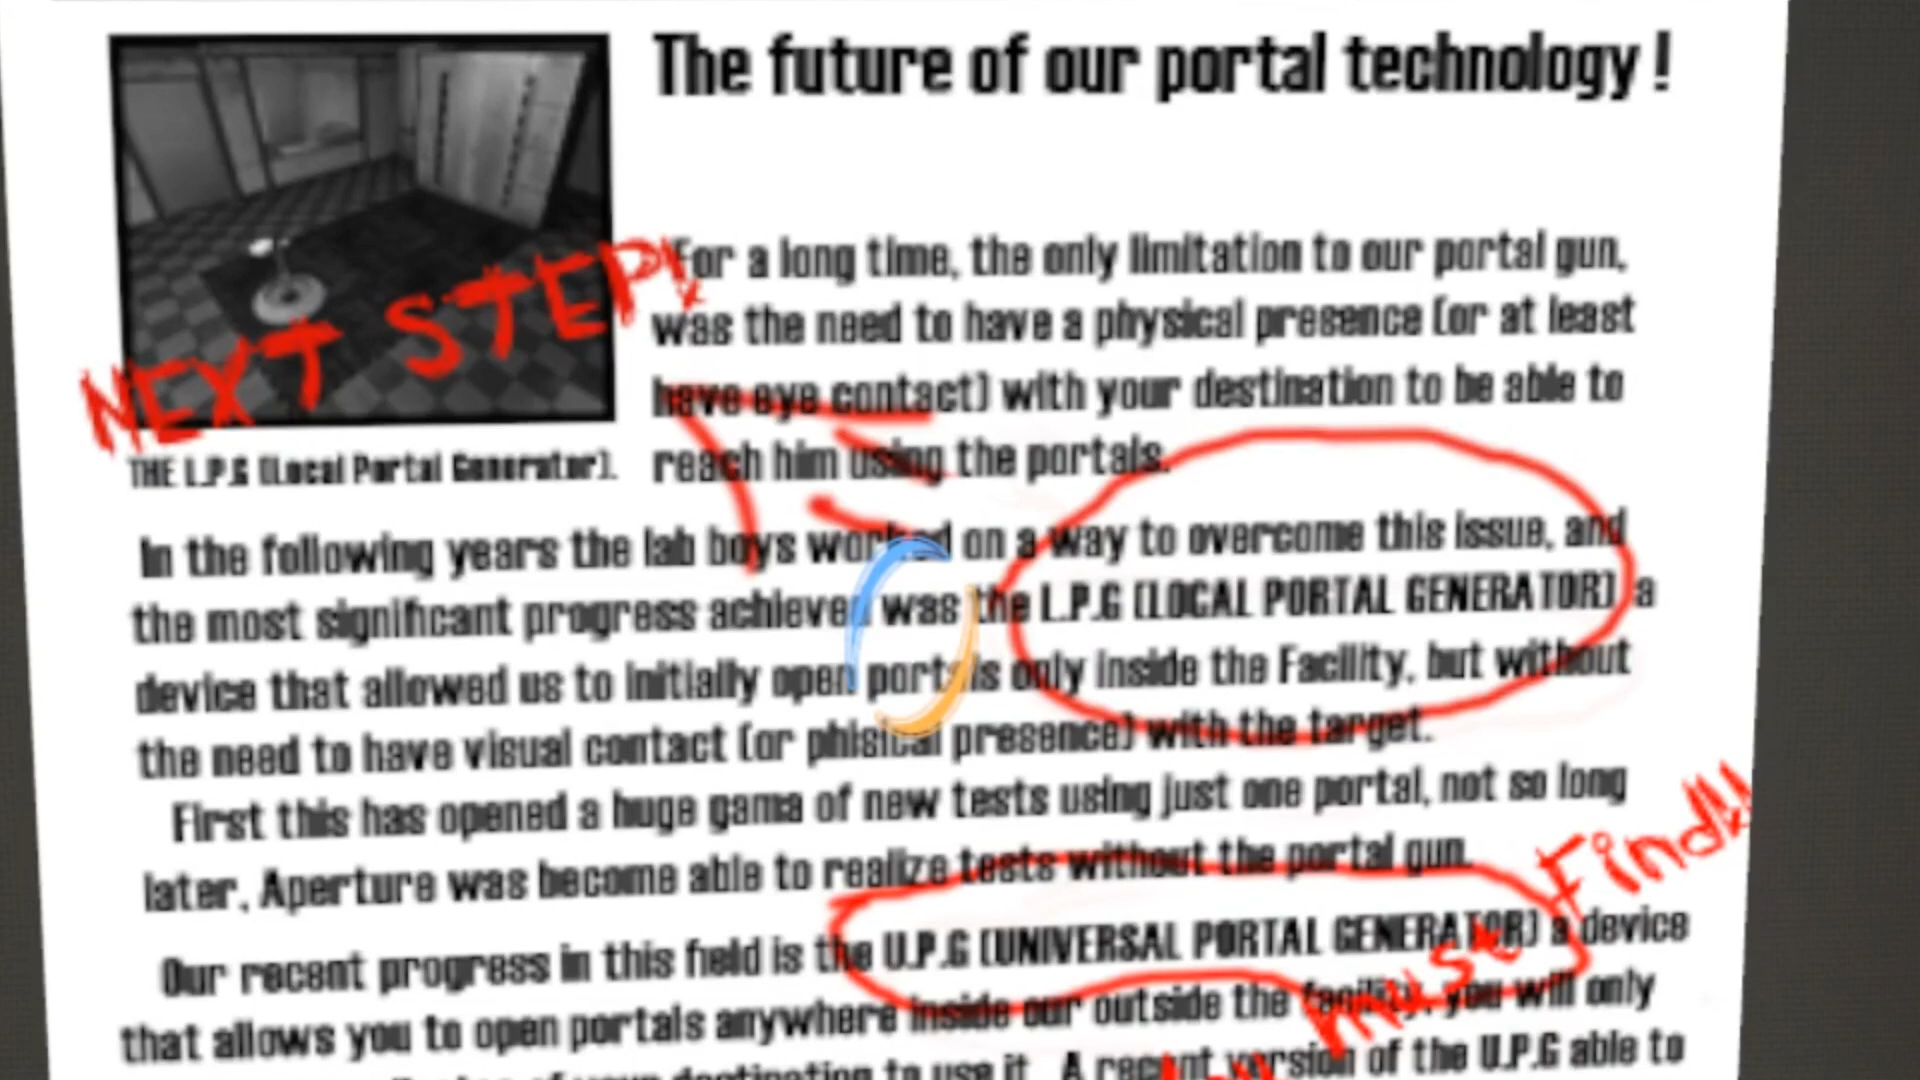 The future of our portal technology !
For a long time, the only limitation to our portal gun,
was the need to have a physical presence (or at least
have eye contact) with your destination to be able to
reach him using the portals.
NEXT STEP!
THE L.P.G (Local Portal Generator).
In the following years the lab boys worked on a way to overcome this issue, and
the most significant progress achieved was the L.P.G (LOCAL PORTAL GENERATOR) a
device that allowed us to initially open portals only inside the Facility, but without
the need to have visual contact (or phisical presence) with the target.
First this has opened a huge gama of new tests using just one portal, not so long
later, Aperture was become able to realize tests without the portal gun.
Our recent progress in this field is the U.P.G (UNIVERSAL PORTAL GENERATOR) a device
that allows you to open portals anywhere inside our outside the facility, you will only
of your destination to use it. A recent version of the U.P.G able to
must Find!!